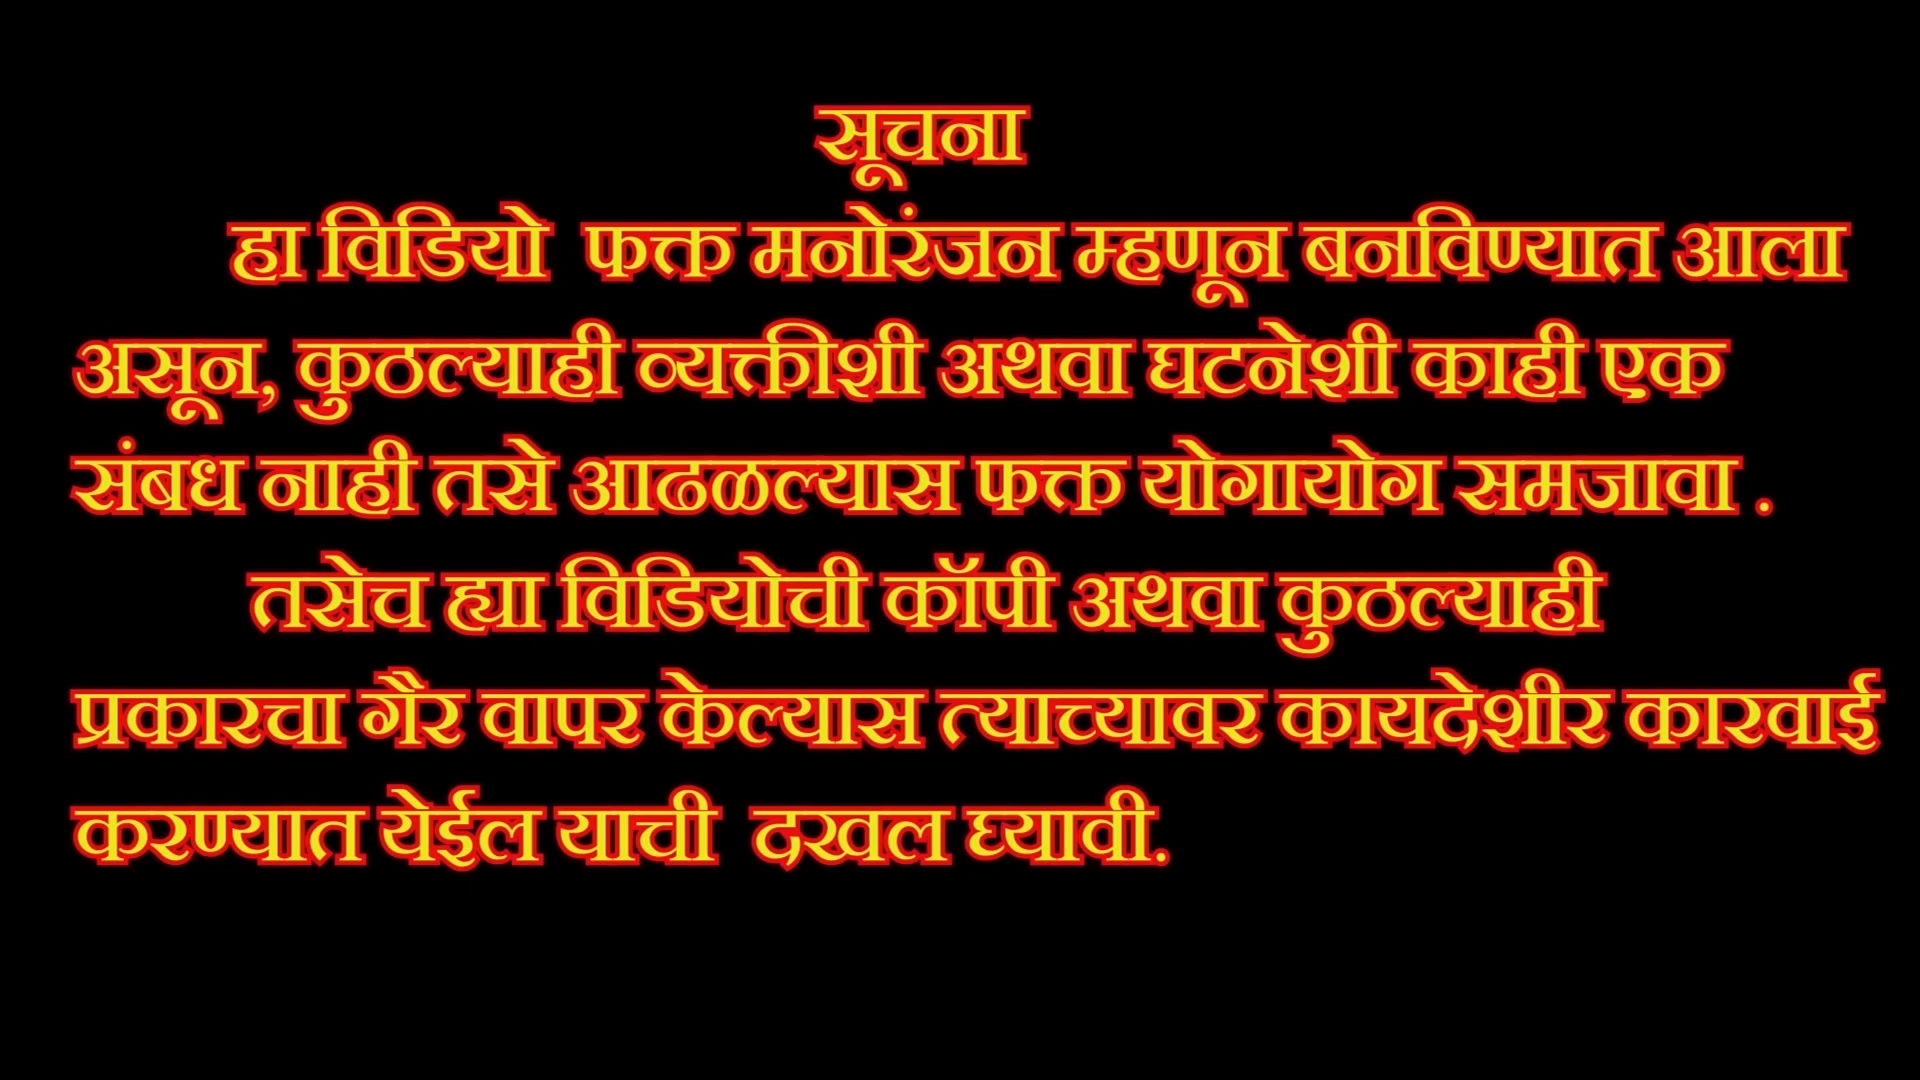 सूचना
हा विडियो फक्त मनोरंजन म्हणून बनविण्यात आला
असून, कुठल्याही व्यक्तीशी अथवा घटनेशी काही एक
संबध नाही तसे आढळल्यास फक्त योगायोग समजावा .
तसेच ह्या विडियोची कॉपी अथवा कुठल्याही
प्रकारचा गैर वापर केल्यास त्याच्यावर कायदेशीर कारवाई
करण्यात येईल याची दखल घ्यावी.